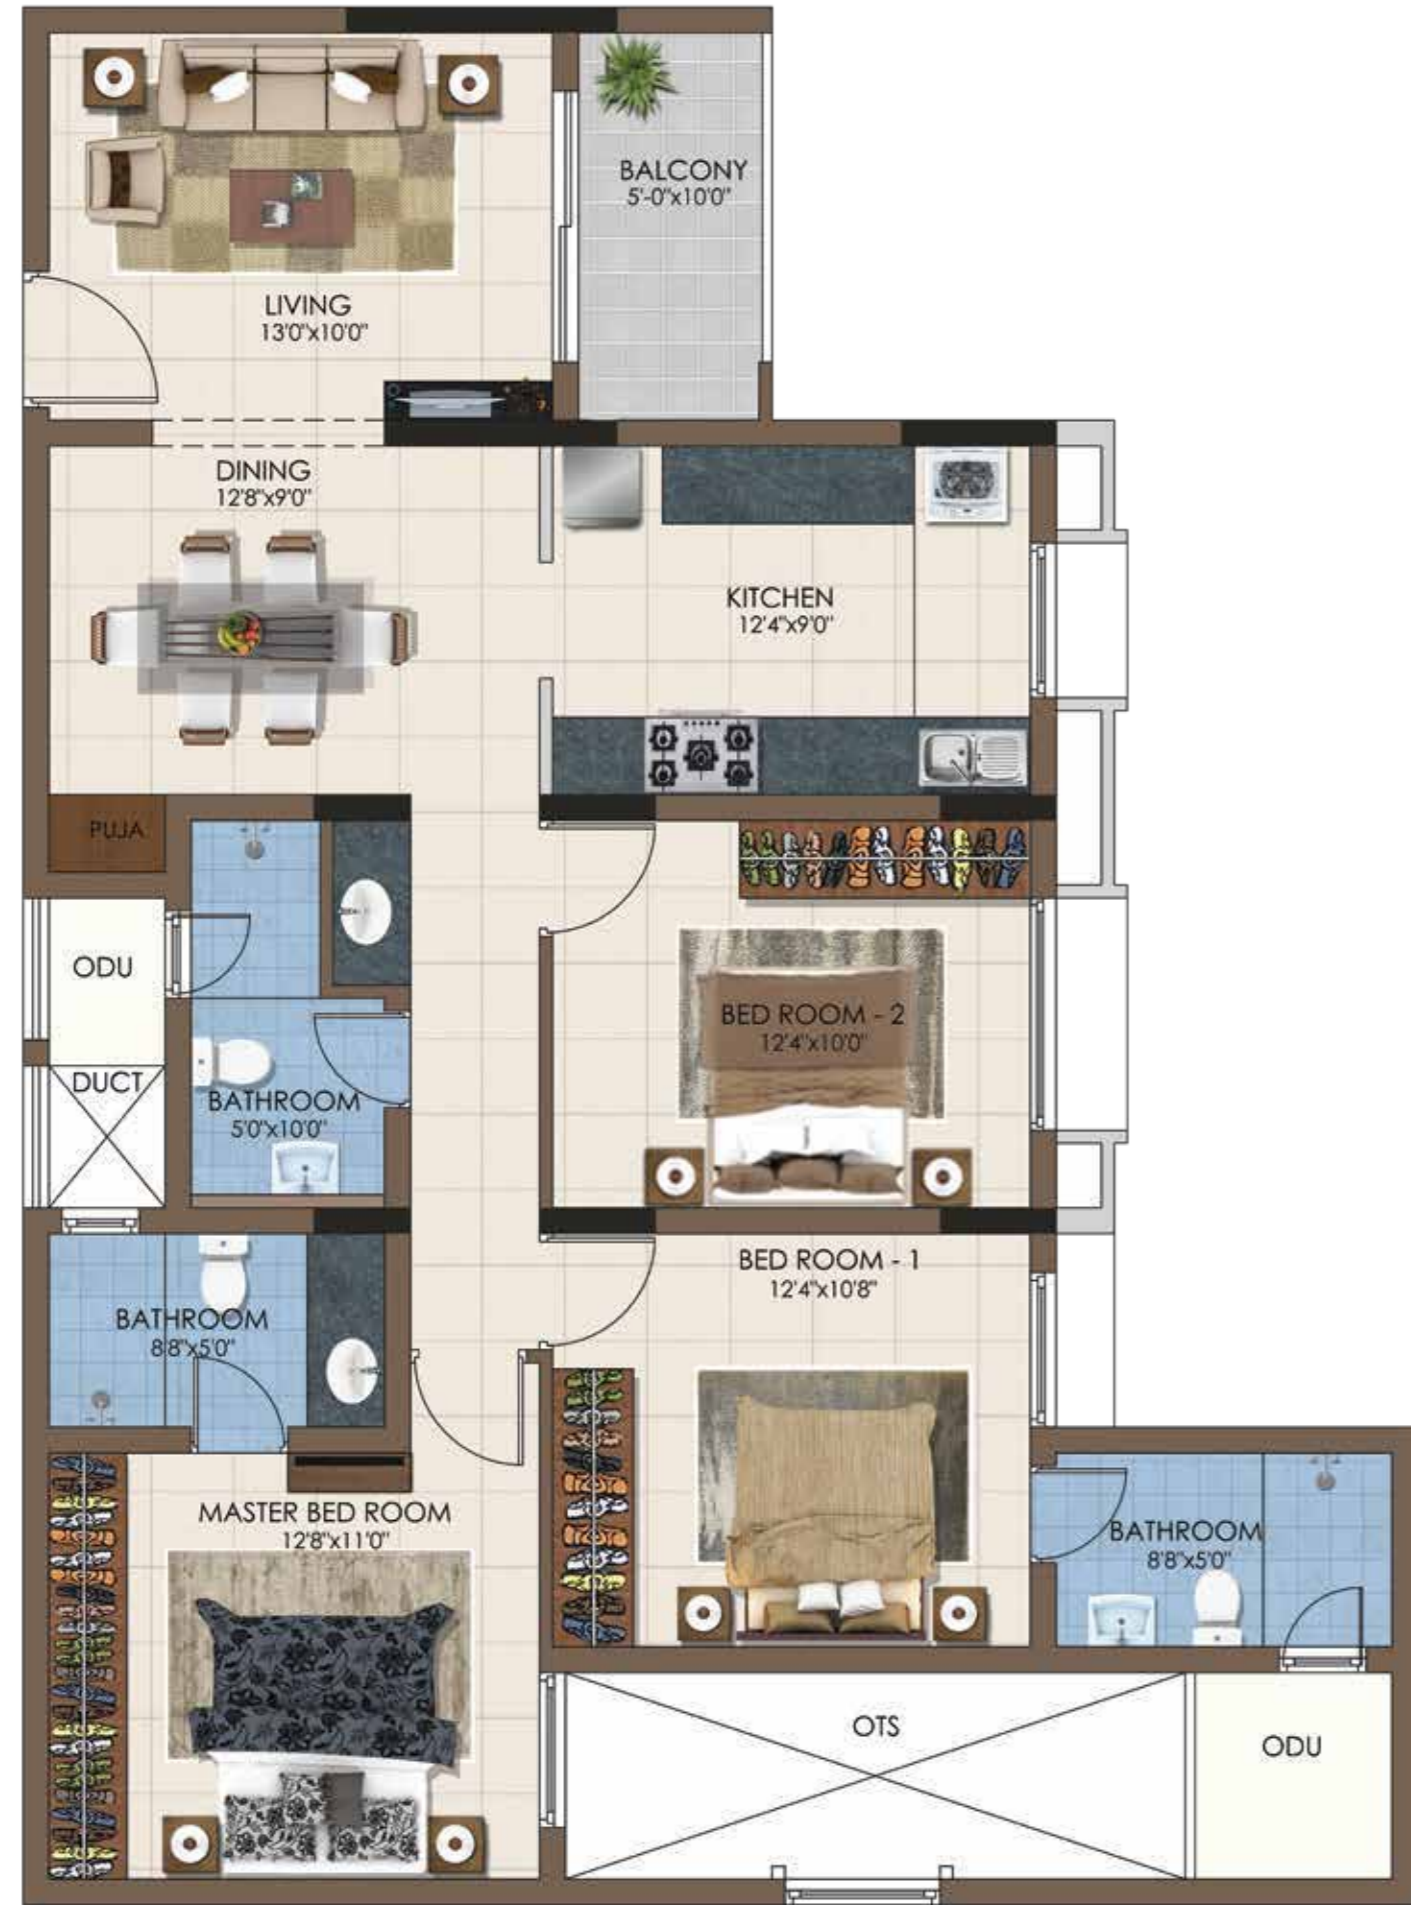 BALCONY
5'-0"x10'0"
LIVING
13'0"x10'0"
DINING
12'8"x9'0"
KITCHEN
12'4"x9'0"
PUJA
ODU
BED ROOM - 2
12'4"x10'0"
DUCT
BATHROOM
5'0"x10'0"
BED ROOM - 1
12'4"x10'8"
BATHROOM
8'8"x5'0"
MASTER BED ROOM
12'8"x11'0"
BATHROOM
8'8"x5'0"
OTS
ODU